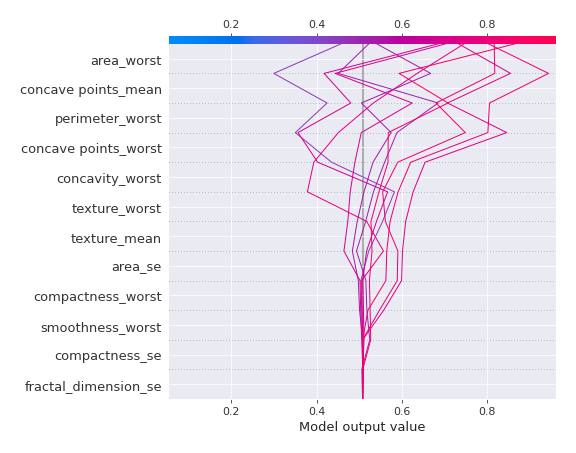 0.2 0.4 0.6 0.8
area_worst
concave points_mean
perimeter_worst
concave points_worst
concavity_worst
texture_worst
texture_mean
area_se
compactness_worst
smoothness_worst
compactness_se
fractal_dimension_se
0.2 0.4 0.6 0.8
Model output value